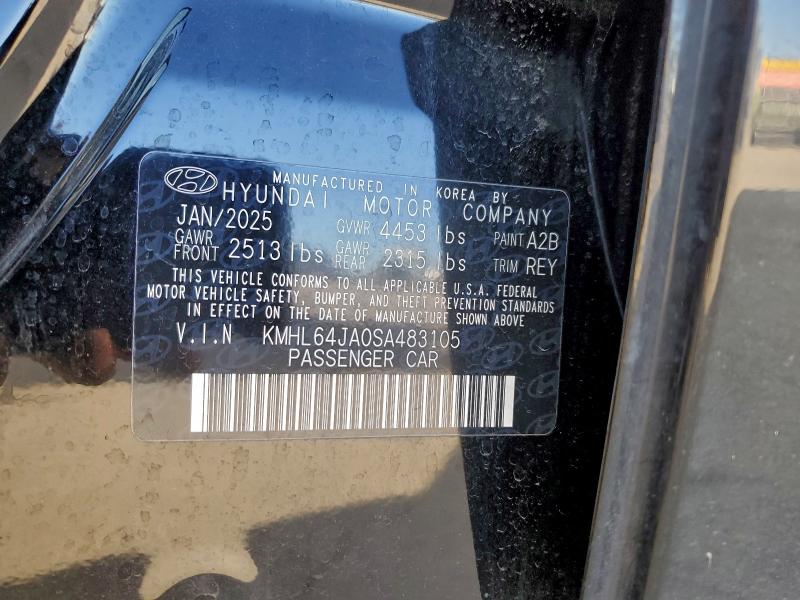 MANUFACTURED IN KOREA BY
HYUNDAI MOTOR COMPANY
JAN/2025 GVWR 4453 lbs PAINT A2B
GAWR FRONT 2513 lbs GAWR REAR 2315 lbs TRIM REY
THIS VEHICLE CONFORMS TO ALL APPLICABLE U.S.A. FEDERAL
MOTOR VEHICLE SAFETY, BUMPER, AND THEFT PREVENTION STANDARDS
IN EFFECT ON THE DATE OF MANUFACTURE SHOWN ABOVE
V.I.N KMHL64JA0SA483105
PASSENGER CAR